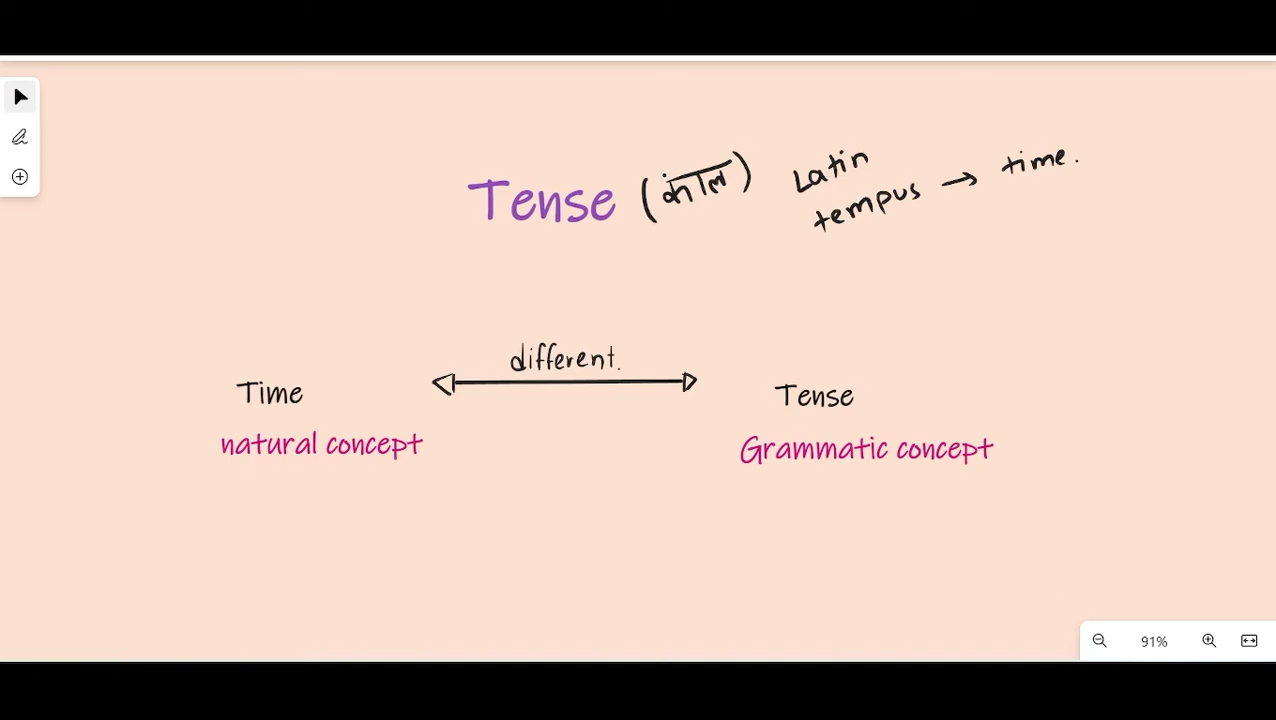 Tense (काल) Latin
tempus → time.
different.
Time Tense
natural concept Grammatic concept
91%